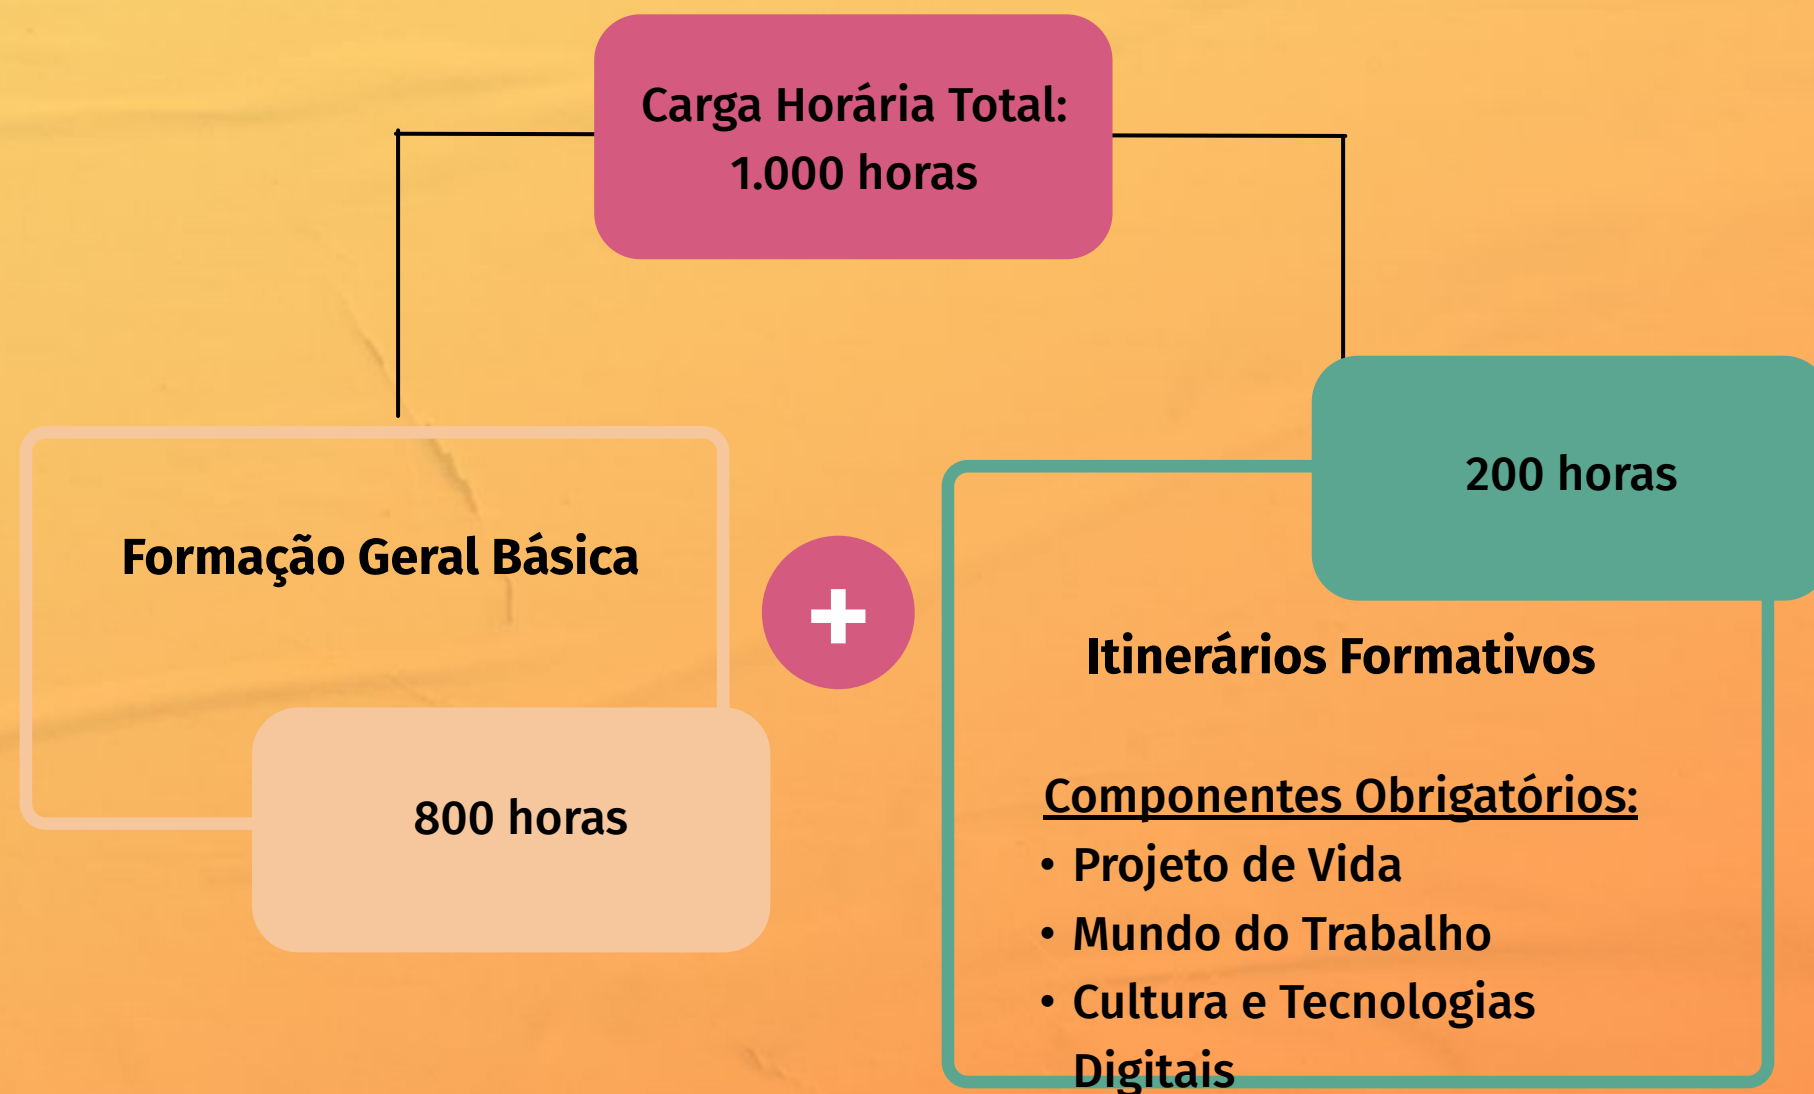 Carga Horária Total:
1.000 horas
Formação Geral Básica
800 horas
+
200 horas
Itinerários Formativos
Componentes Obrigatórios:
• Projeto de Vida
• Mundo do Trabalho
• Cultura e Tecnologias
Digitais